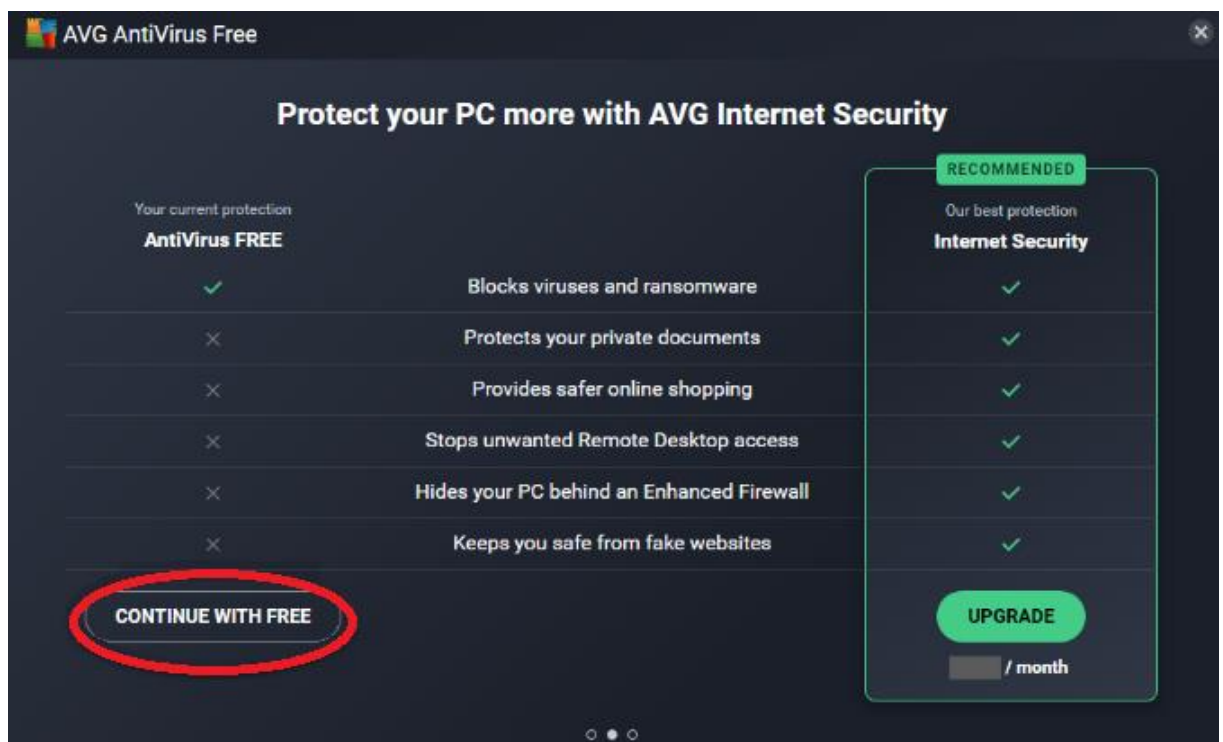 AVG AntiVirus Free
Protect your PC more with AVG Internet Security
RECOMMENDED
Your current protection
Our best protection
AntiVirus FREE
Internet Security
Blocks viruses and ransomware
Protects your private documents
Provides safer online shopping
Stops unwanted Remote Desktop access
Hides your PC behind an Enhanced Firewall
Keeps you safe from fake websites
CONTINUE WITH FREE
UPGRADE
/ month